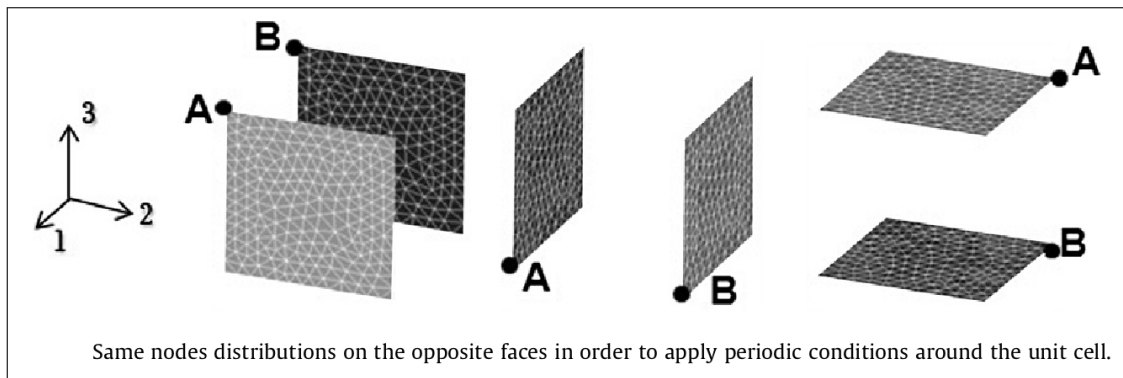 B
A
A
3
2
1
A
B
B
Same nodes distributions on the opposite faces in order to apply periodic conditions around the unit cell.